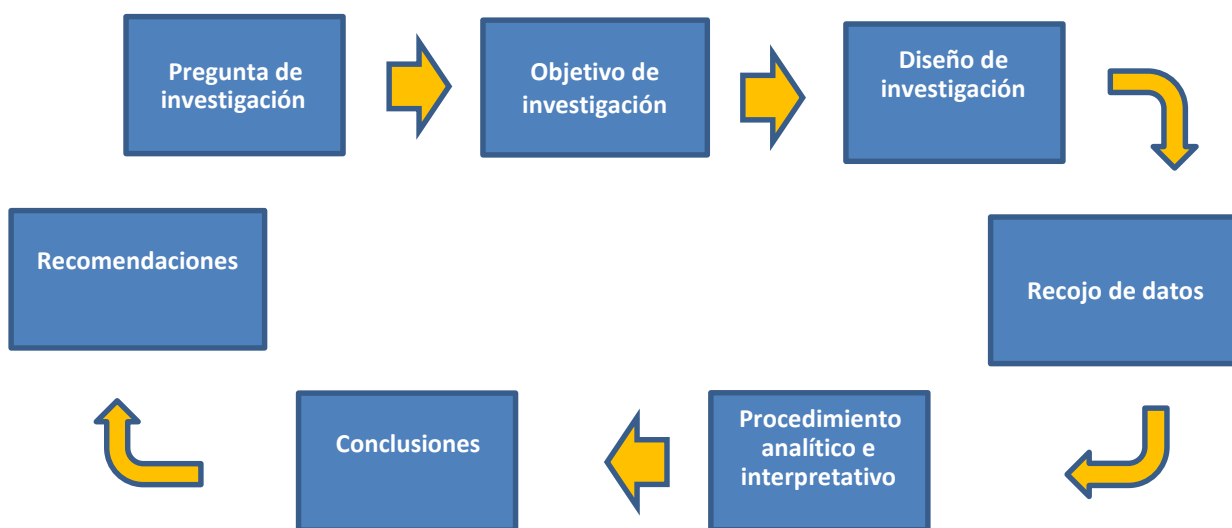 Pregunta de
investigación
Objetivo de
investigación
Diseño de
investigación
Recojo de datos
Procedimiento
analítico e
interpretativo
Conclusiones
Recomendaciones